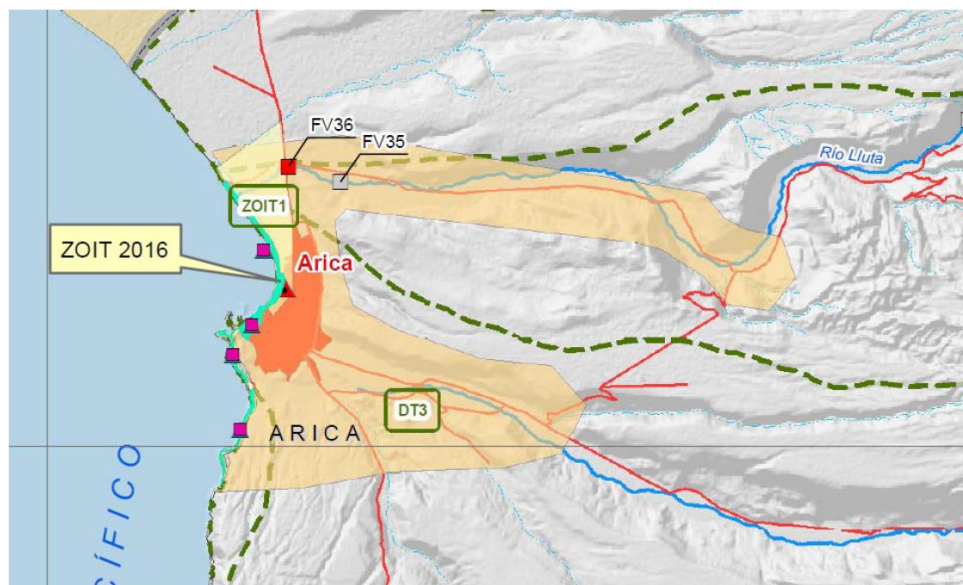 FV36
FV35
Río Lluta
ZOIT1
ZOIT 2016
Arica
DT3
ARICA
CÍFICO